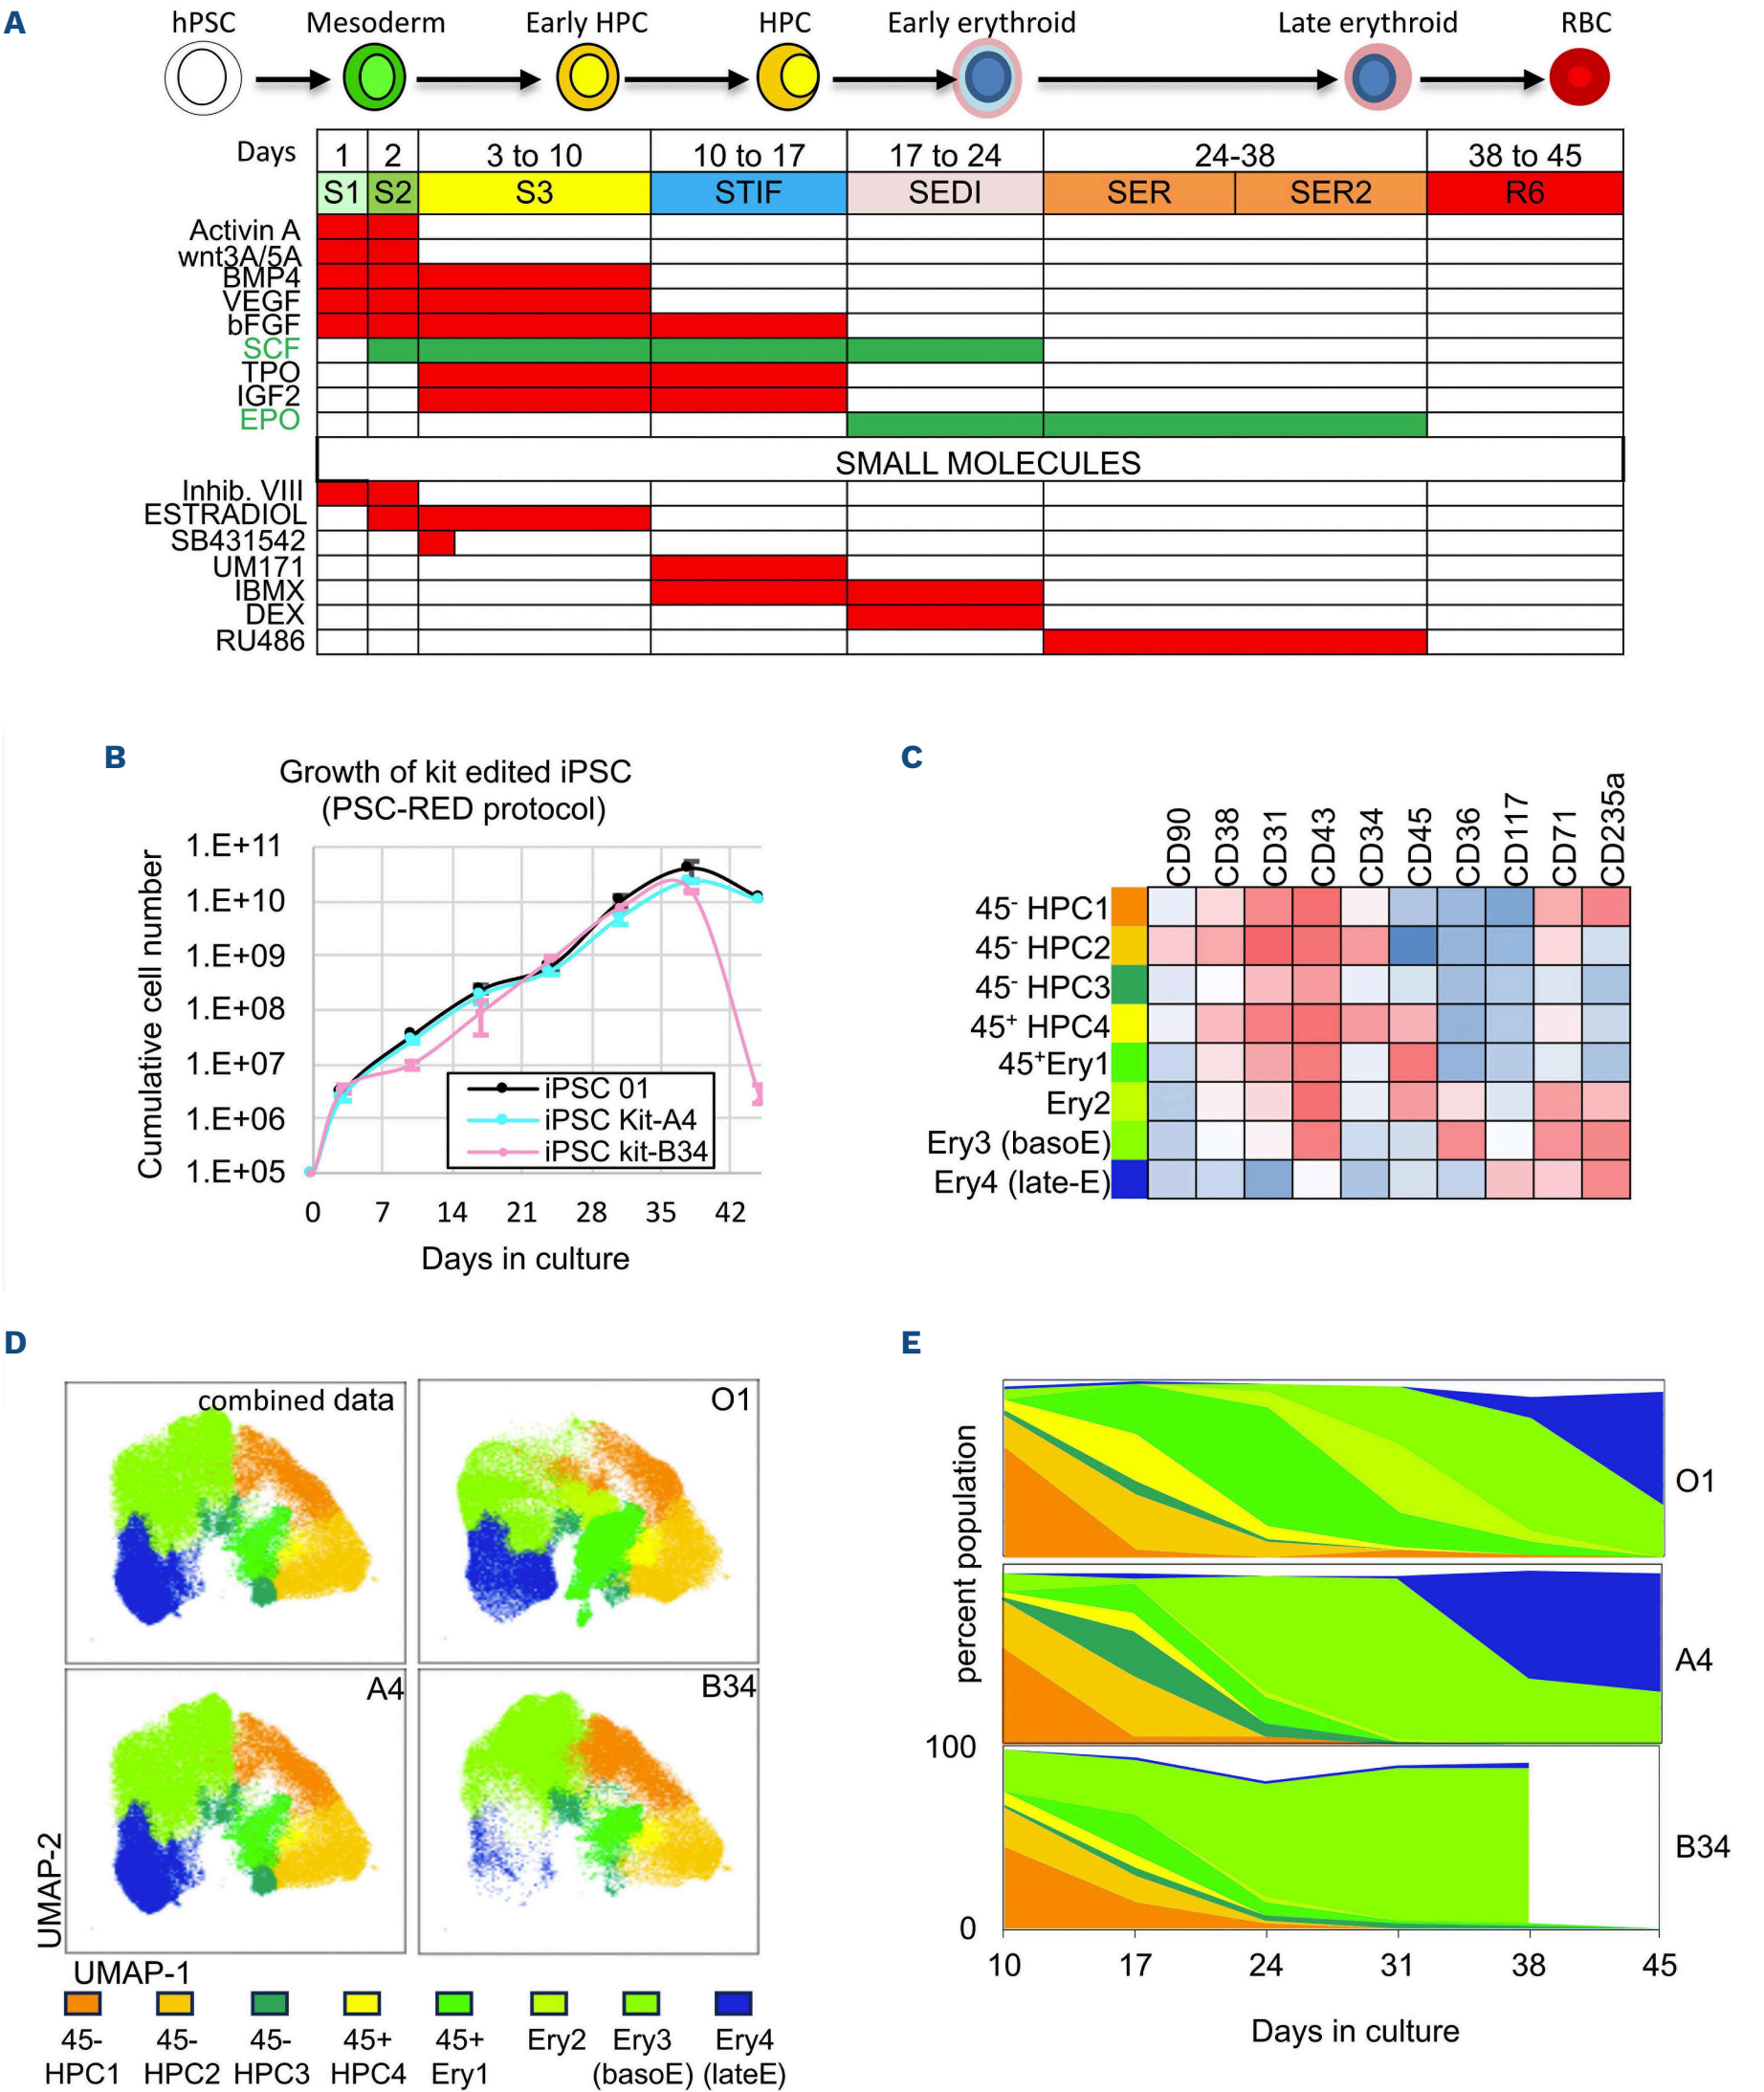 A
hPSC Mesoderm Early HPC HPC Early erythroid Late erythroid RBC
Days 1 2 3 to 10 10 to 17 17 to 24 24-38 38 to 45
S1 S2 S3 STIF SEDI SER SER2 R6
Activin A
wnt3A/5A
BMP4
VEGF
bFGF
SCF
TPO
IGF2
EPO
SMALL MOLECULES
Inhib. VIII
ESTRADIOL
SB431542
UM171
IBMX
DEX
RU486
B
Growth of kit edited iPSC
(PSC-RED protocol)
Cumulative cell number
1.E+11
1.E+10
1.E+09
1.E+08
1.E+07
1.E+06
1.E+05
iPSC 01
iPSC Kit-A4
iPSC kit-B34
0 7 14 21 28 35 42
Days in culture
C
CD90 CD38 CD31 CD43 CD34 CD45 CD36 CD117 CD71 CD235a
45- HPC1
45- HPC2
45- HPC3
45+ HPC4
45+Ery1
Ery2
Ery3 (basoE)
Ery4 (late-E)
D
combined data
O1
A4
B34
UMAP-2
UMAP-1
45- 45- 45- 45+ 45+ Ery2 Ery3 Ery4
HPC1 HPC2 HPC3 HPC4 Ery1 (basoE) (lateE)
E
percent population
O1
A4
100
B34
0
10 17 24 31 38 45
Days in culture